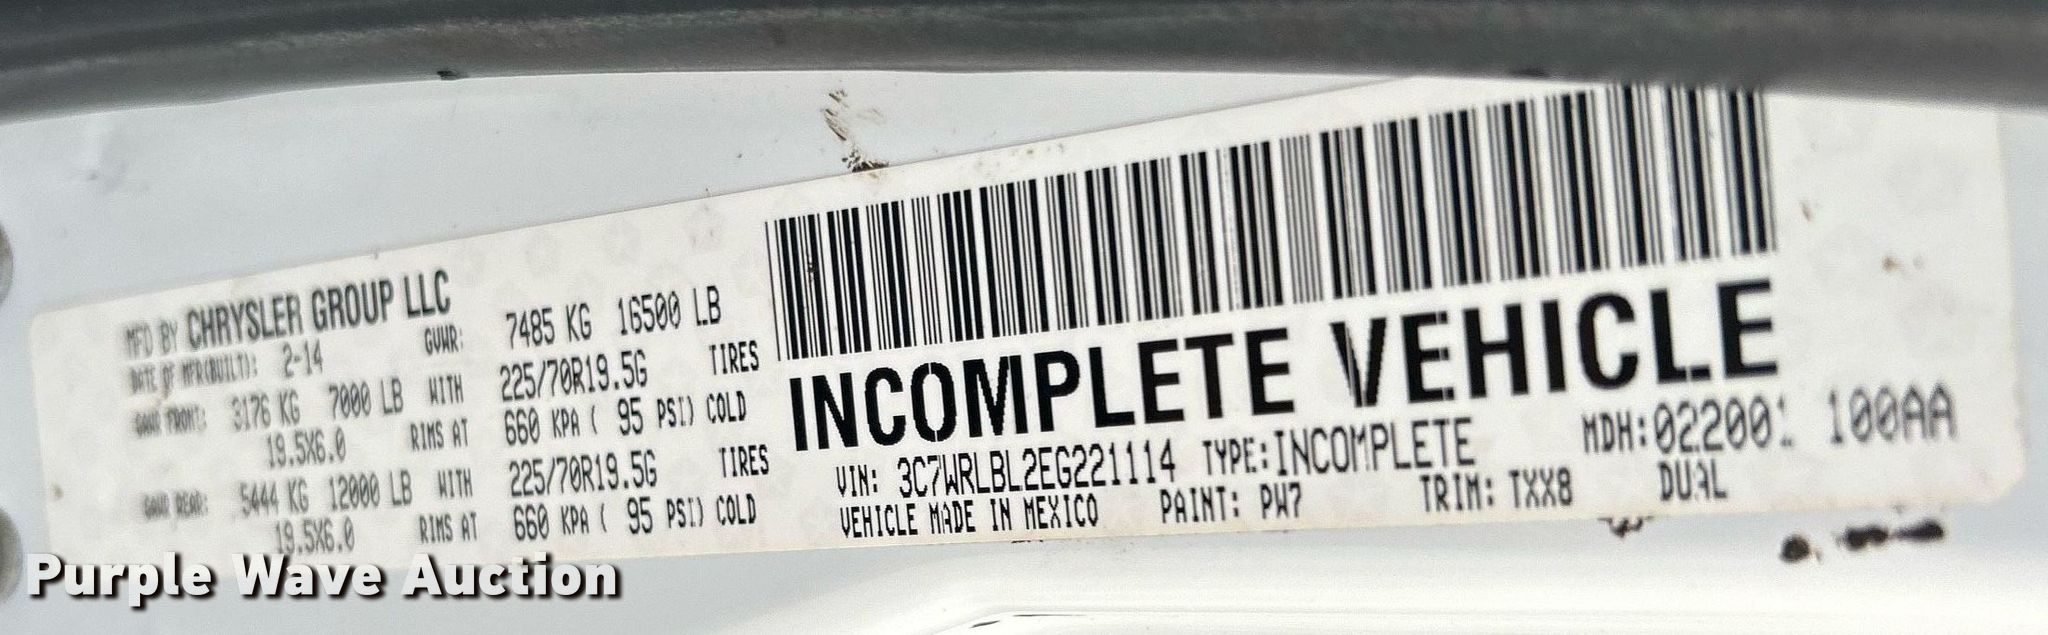 MFD BY CHRYSLER GROUP LLC
DATE OF MFR(BUILT): 2-14 GVWR: 7485 KG 16500 LB
GAWR FRONT: 3176 KG 7000 LB WITH 225/70R19.5G TIRES
19.5X6.0 RIMS AT 660 KPA ( 95 PSI) COLD
GAWR REAR: 5444 KG 12000 LB WITH 225/70R19.5G TIRES
19.5X6.0 RIMS AT 660 KPA ( 95 PSI) COLD
INCOMPLETE VEHICLE
VIN: 3C7WRLBL2EG221114 TYPE: INCOMPLETE MDH: 022001 100AA
VEHICLE MADE IN MEXICO PAINT: PW7 TRIM: TXX8 DUAL
Purple Wave Auction